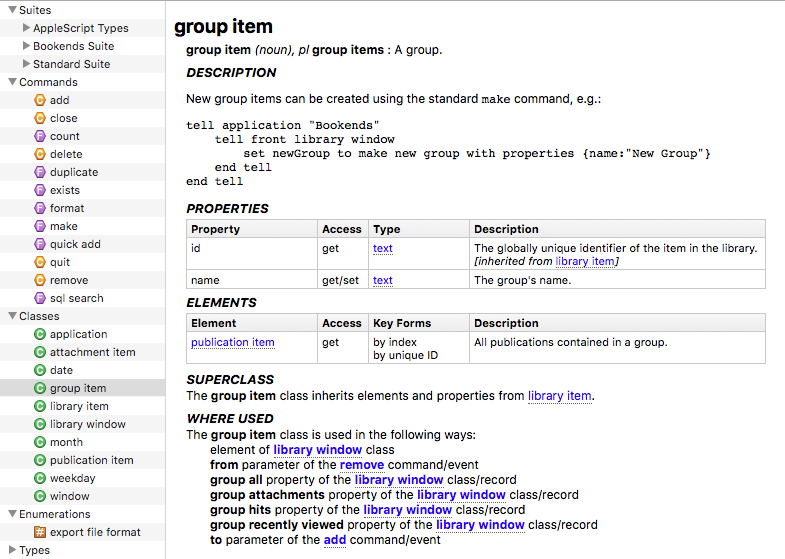 Suites
AppleScript Types
Bookends Suite
Standard Suite
Commands
add
close
count
delete
duplicate
exists
format
make
quick add
quit
remove
sql search
Classes
application
attachment item
date
group item
library item
library window
month
publication item
weekday
window
Enumerations
export file format
Types
group item
group item (noun), pl group items : A group.
DESCRIPTION
New group items can be created using the standard make command, e.g.:
tell application "Bookends"
tell front library window
set newGroup to make new group with properties {name:"New Group"}
end tell
end tell
PROPERTIES
Property Access Type Description
id get text The globally unique identifier of the item in the library.
[inherited from library item]
name get/set text The group's name.
ELEMENTS
Element Access Key Forms Description
publication item get by index All publications contained in a group.
by unique ID
SUPERCLASS
The group item class inherits elements and properties from library item.
WHERE USED
The group item class is used in the following ways:
element of library window class
from parameter of the remove command/event
group all property of the library window class/record
group attachments property of the library window class/record
group hits property of the library window class/record
group recently viewed property of the library window class/record
to parameter of the add command/event